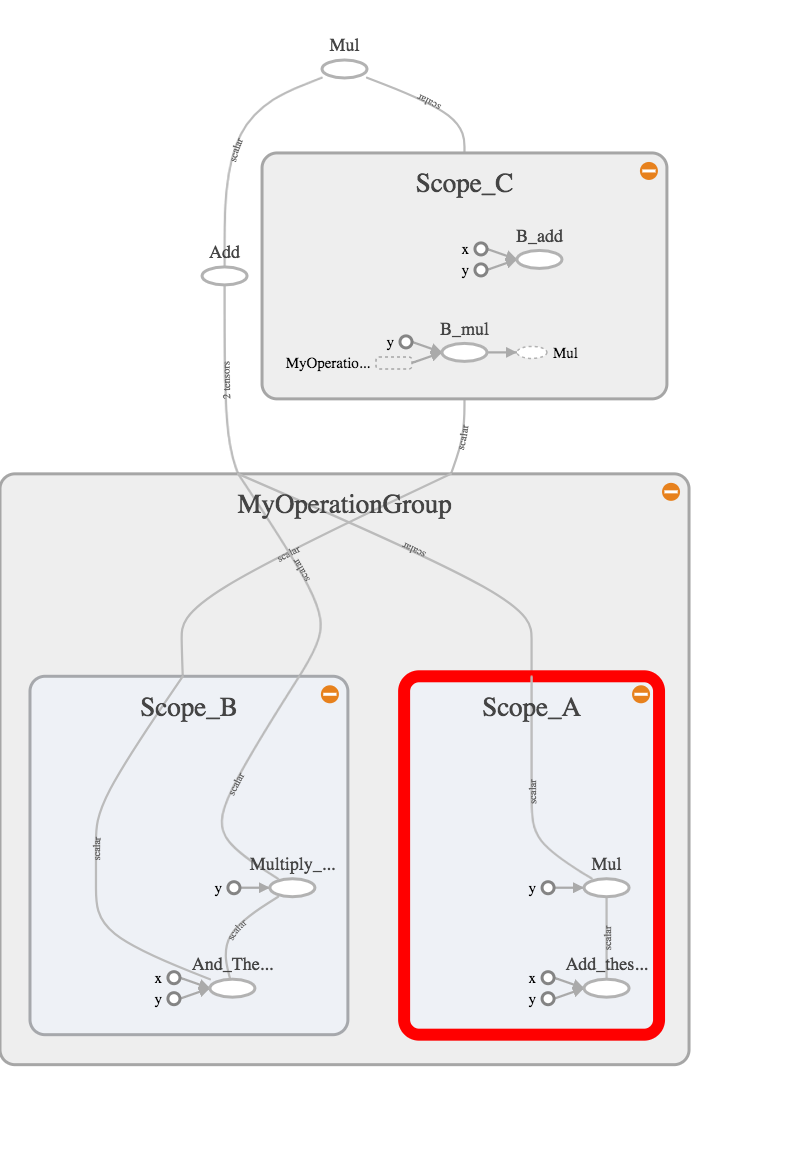 Mul
scalar
scalar
Scope_C
B_add
x
y
Add
B_mul
y
MyOperatio...
Mul
2 tensors
scalar
MyOperationGroup
scalar
scalar
scalar
Scope_B
Scope_A
scalar
scalar
scalar
Multiply_...
y
Mul
y
scalar
scalar
And_The...
x
y
Add_thes...
x
y